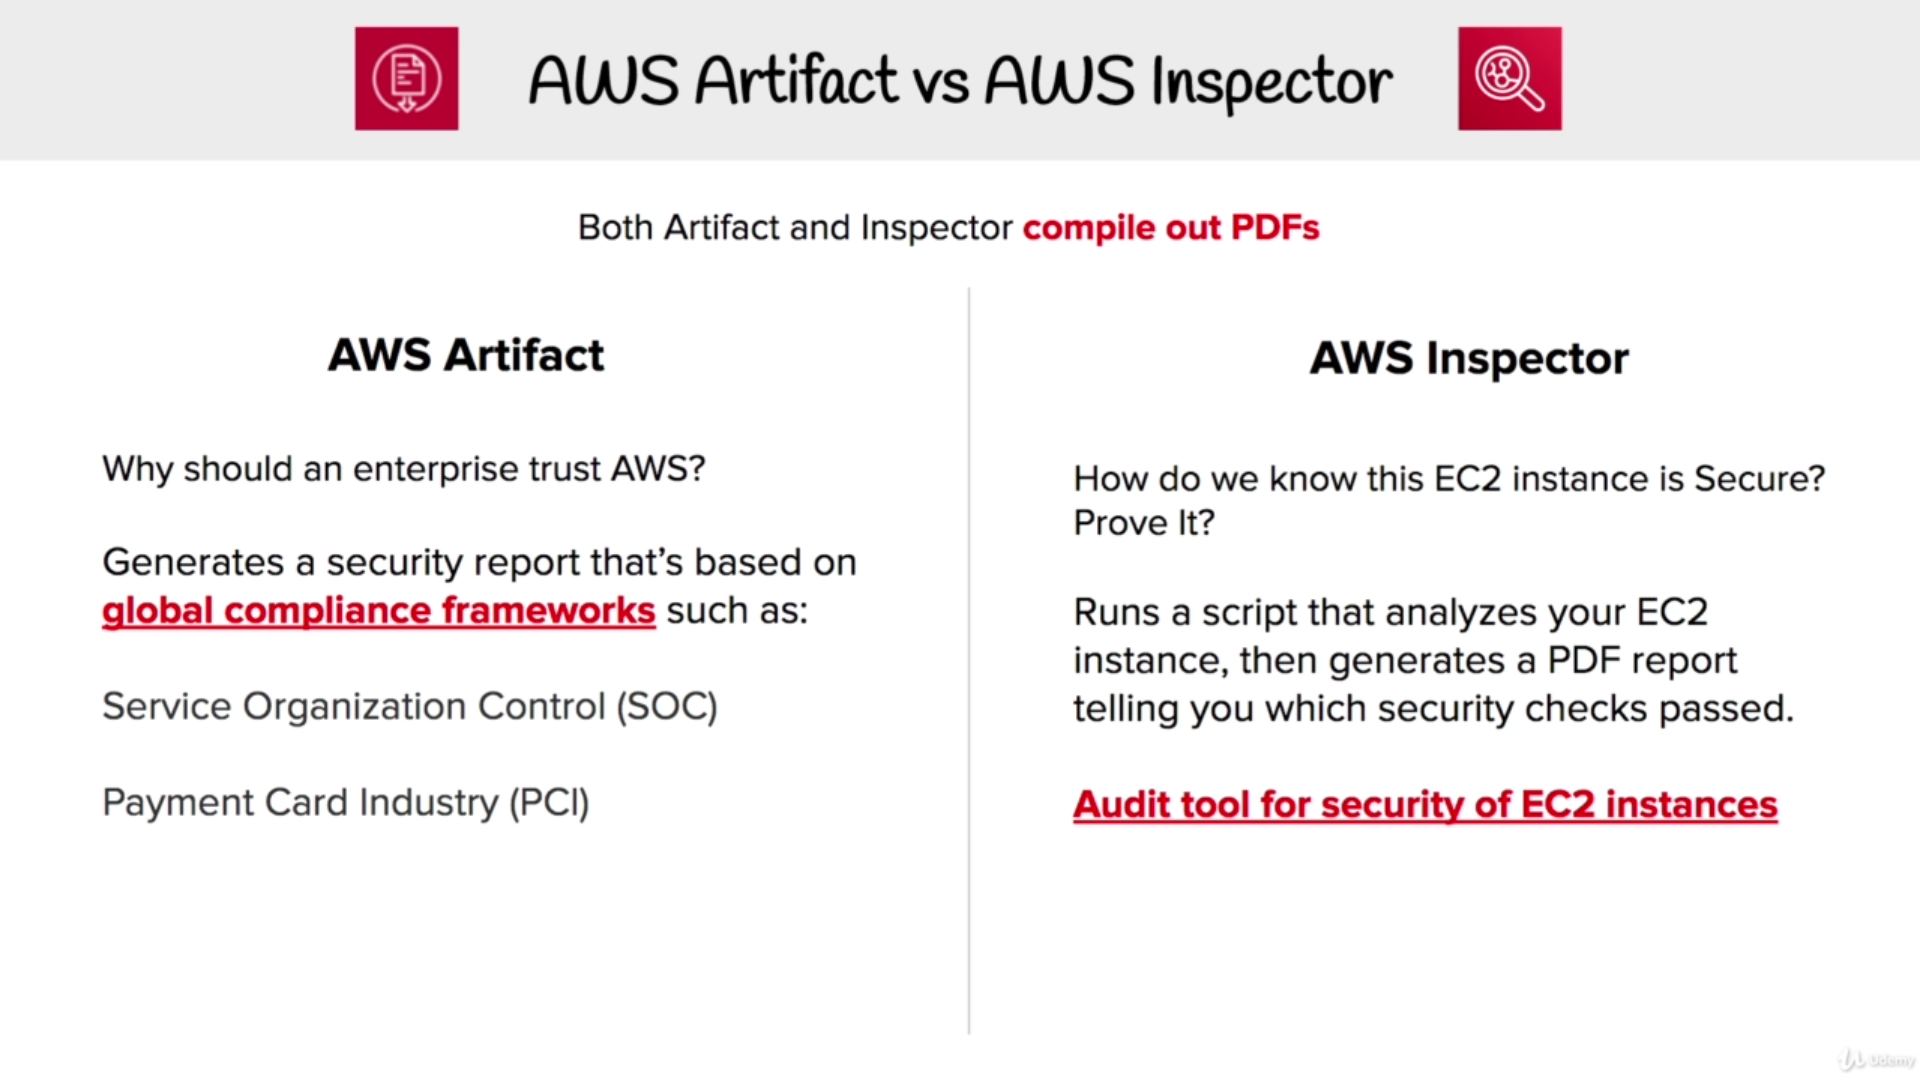 AWS Artifact vs AWS Inspector
Both Artifact and Inspector compile out PDFs
AWS Artifact
Why should an enterprise trust AWS?
Generates a security report that's based on
global compliance frameworks such as:
Service Organization Control (SOC)
Payment Card Industry (PCI)
AWS Inspector
How do we know this EC2 instance is Secure?
Prove It?
Runs a script that analyzes your EC2
instance, then generates a PDF report
telling you which security checks passed.
Audit tool for security of EC2 instances
Udemy